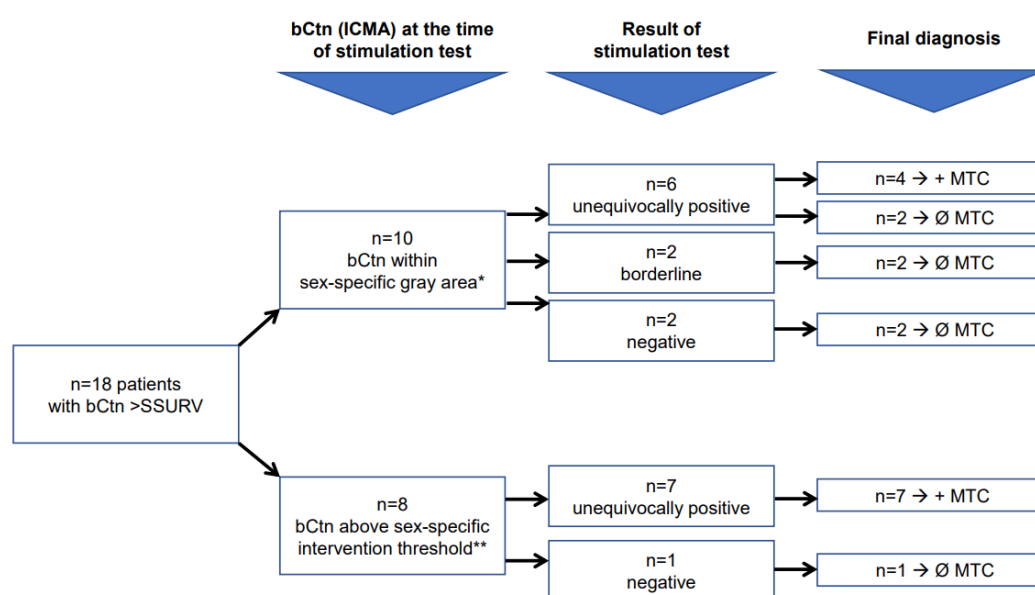 bCtn (ICMA) at the time
of stimulation test
Result of
stimulation test
Final diagnosis
n=18 patients
with bCtn >SSURV
n=10
bCtn within
sex-specific gray area*
n=6
unequivocally positive
n=4 → + MTC
n=2 → Ø MTC
n=2
borderline
n=2 → Ø MTC
n=2
negative
n=2 → Ø MTC
n=8
bCtn above sex-specific
intervention threshold**
n=7
unequivocally positive
n=7 → + MTC
n=1
negative
n=1 → Ø MTC